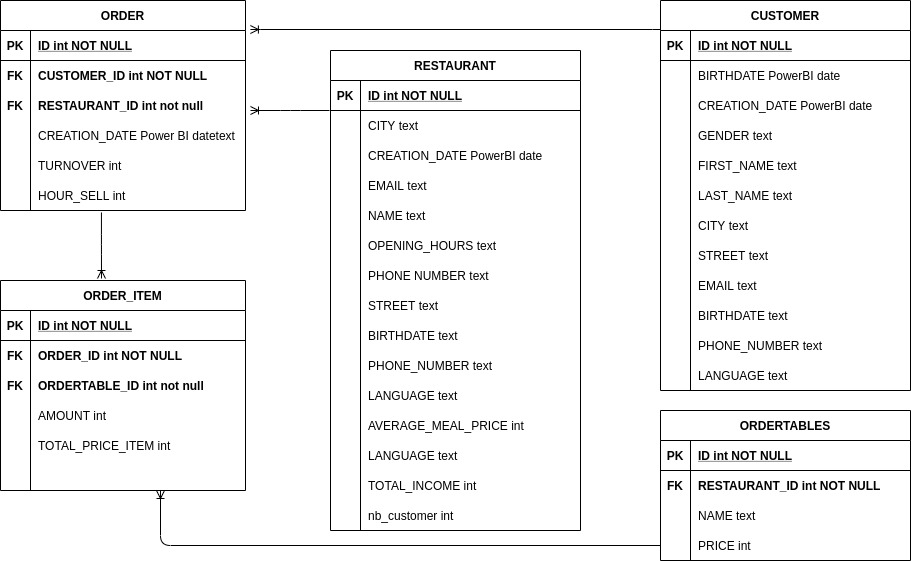 ORDER
PK ID int NOT NULL
FK CUSTOMER_ID int NOT NULL
FK RESTAURANT_ID int not null
CREATION_DATE Power BI datetext
TURNOVER int
HOUR_SELL int
RESTAURANT
PK ID int NOT NULL
CITY text
CREATION_DATE PowerBI date
EMAIL text
NAME text
OPENING_HOURS text
PHONE NUMBER text
STREET text
BIRTHDATE text
PHONE_NUMBER text
LANGUAGE text
AVERAGE_MEAL_PRICE int
LANGUAGE text
TOTAL_INCOME int
nb_customer int
CUSTOMER
PK ID int NOT NULL
BIRTHDATE PowerBI date
CREATION_DATE PowerBI date
GENDER text
FIRST_NAME text
LAST_NAME text
CITY text
STREET text
EMAIL text
BIRTHDATE text
PHONE_NUMBER text
LANGUAGE text
ORDER_ITEM
PK ID int NOT NULL
FK ORDER_ID int NOT NULL
FK ORDERTABLE_ID int not null
AMOUNT int
TOTAL_PRICE_ITEM int
ORDERTABLES
PK ID int NOT NULL
FK RESTAURANT_ID int NOT NULL
NAME text
PRICE int